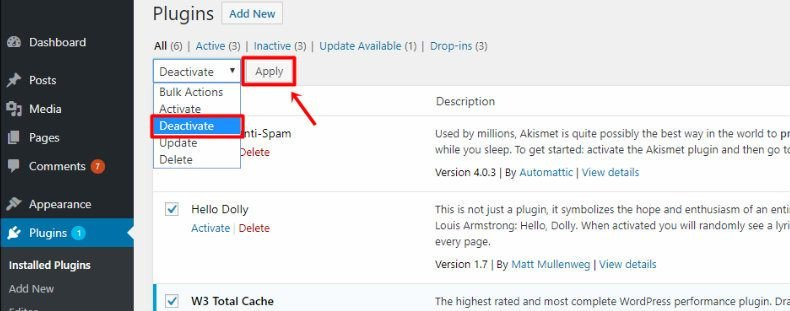 Plugins Add New
All (6) | Active (3) | Inactive (3) | Update Available (1) | Drop-ins (3)
Deactivate Apply
Bulk Actions
Activate
Deactivate
Update
Delete
Dashboard
Posts
Media
Pages
Comments 7
Appearance
Plugins 1
Installed Plugins
Add New
Description
nti-Spam
Delete
Used by millions, Akismet is quite possibly the best way in the world to
while you sleep. To get started: activate the Akismet plugin and then go to
Version 4.0.3 | By Automattic | View details
Hello Dolly
Activate | Delete
This is not just a plugin, it symbolizes the hope and enthusiasm of an
Louis Armstrong: Hello, Dolly. When activated you will randomly see a
every page.
Version 1.7 | By Matt Mullenweg | View details
W3 Total Cache
The highest rated and most complete WordPress performance plugin.